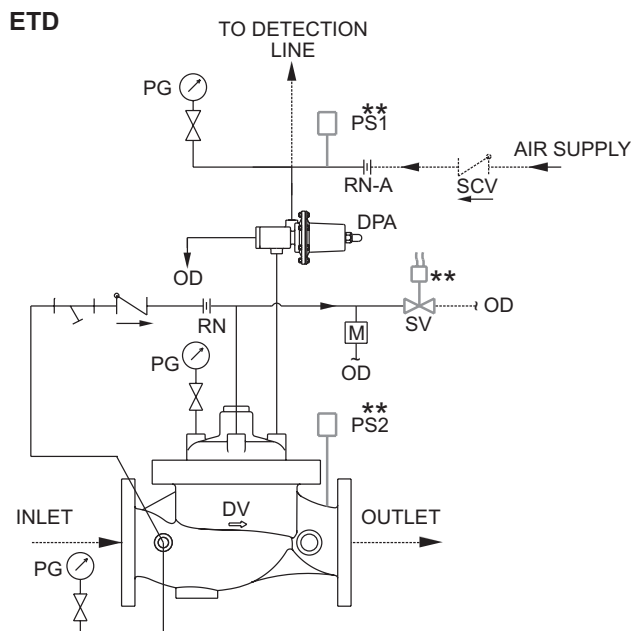 ETD
TO DETECTION
LINE
PG
**
PS1
AIR SUPPLY
RN-A
SCV
DPA
OD
**
RN
SV
OD
M
PG
OD
**
PS2
DV
INLET
OUTLET
PG